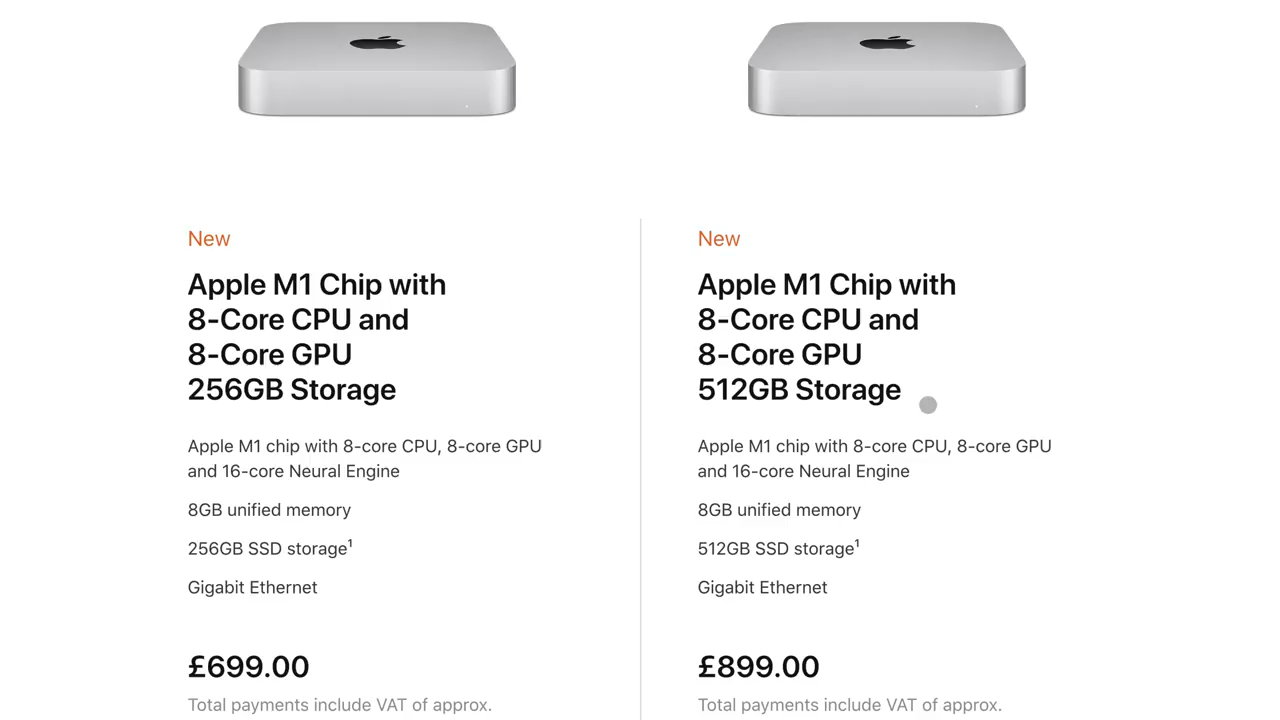 New
Apple M1 Chip with
8-Core CPU and
8-Core GPU
256GB Storage
Apple M1 chip with 8-core CPU, 8-core GPU
and 16-core Neural Engine
8GB unified memory
256GB SSD storage¹
Gigabit Ethernet
£699.00
Total payments include VAT of approx.
New
Apple M1 Chip with
8-Core CPU and
8-Core GPU
512GB Storage
Apple M1 chip with 8-core CPU, 8-core GPU
and 16-core Neural Engine
8GB unified memory
512GB SSD storage¹
Gigabit Ethernet
£899.00
Total payments include VAT of approx.